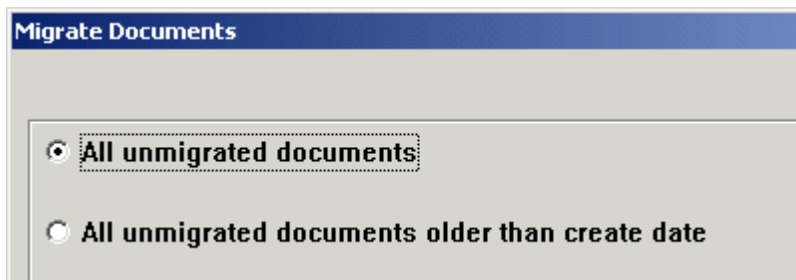 Migrate Documents
All unmigrated documents
All unmigrated documents older than create date